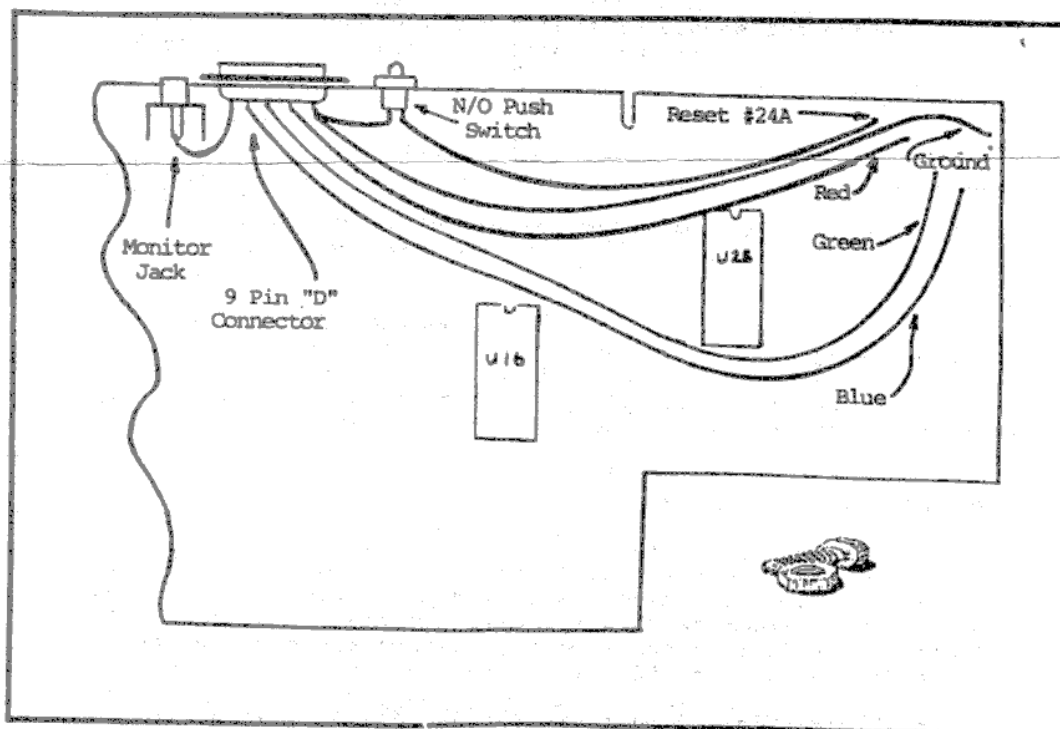 N/O Push
Switch
Reset #24A
Ground
Red
Green
Monitor
Jack
9 Pin "D"
Connector
U28
U16
Blue